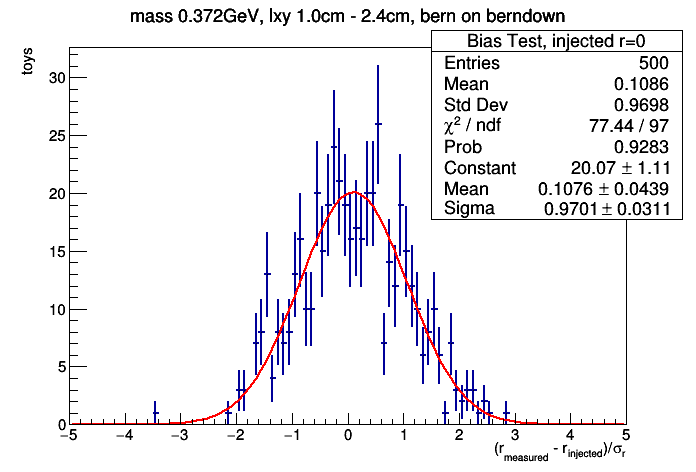 mass 0.372GeV, lxy 1.0cm - 2.4cm, bern on berndown
toys
Bias Test, injected r=0
Entries 500
Mean 0.1086
Std Dev 0.9698
χ² / ndf 77.44 / 97
Prob 0.9283
Constant 20.07 ± 1.11
Mean 0.1076 ± 0.0439
Sigma 0.9701 ± 0.0311
30
25
20
15
10
5
0
−5 −4 −3 −2 −1 0 1 2 3 4 5
(r_measured - r_injected)/σ_r